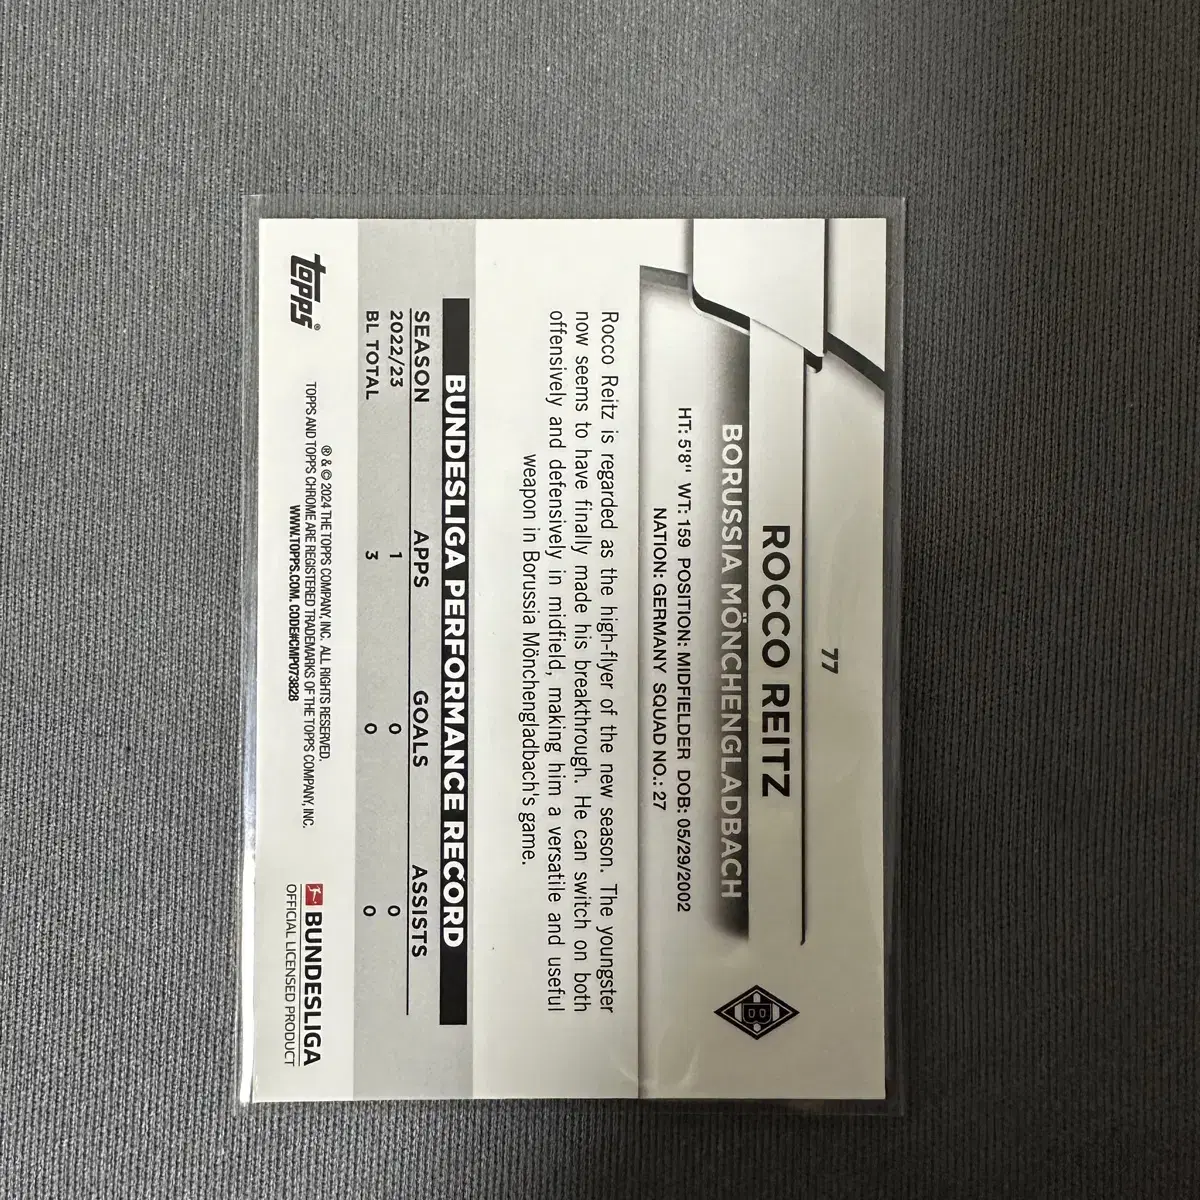 77
ROCCO REITZ
BORUSSIA MÖNCHENGLADBACH
HT: 5'8" WT: 159 POSITION: MIDFIELDER DOB: 05/29/2002
NATION: GERMANY SQUAD NO.: 27
Rocco Reitz is regarded as the high-flyer of the new season. The youngster
now seems to have finally made his breakthrough. He can switch on both
offensively and defensively in midfield, making him a versatile and useful
weapon in Borussia Mönchengladbach's game.
BUNDESLIGA PERFORMANCE RECORD
SEASON APPS GOALS ASSISTS
2022/23 1 0 0
BL TOTAL 3 0 0
topps®
® & © 2024 THE TOPPS COMPANY, INC. ALL RIGHTS RESERVED.
TOPPS AND TOPPS CHROME ARE REGISTERED TRADEMARKS OF THE TOPPS COMPANY, INC.
WWW.TOPPS.COM. CODE#CMP073828
BUNDESLIGA
OFFICIAL LICENSED PRODUCT